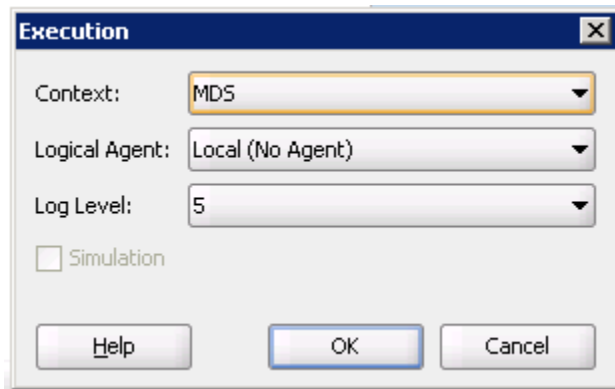 Execution
Context: MDS
Logical Agent: Local (No Agent)
Log Level: 5
Simulation
Help OK Cancel